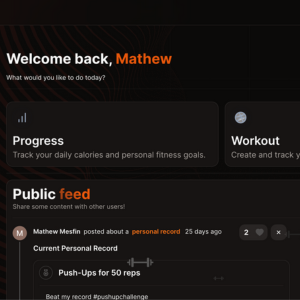 Welcome back, Mathew
What would you like to do today?
Progress
Track your daily calories and personal fitness goals.
Workout
Create and track y
Public feed
Share some content with other users!
M
Mathew Mesfin posted about a personal record 25 days ago
2
×
Current Personal Record
Push-Ups for 50 reps
Beat my record #pushupchallenge